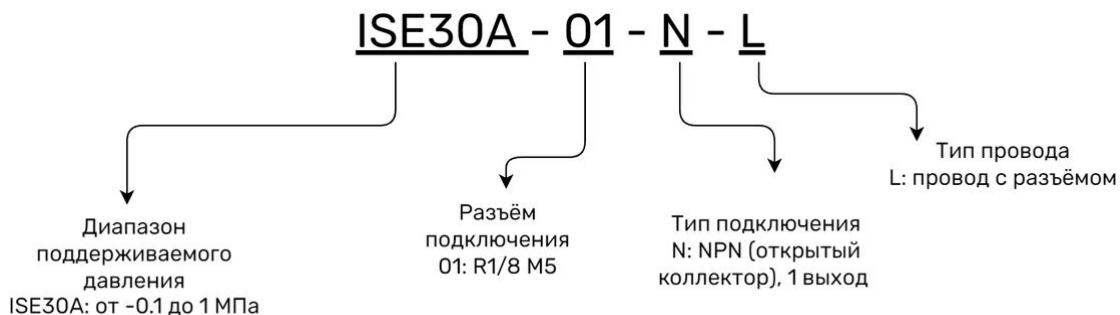 ISE30A - 01 - N - L
Диапазон
поддерживаемого
давления
ISE30A: от -0.1 до 1 МПа
Разъём
подключения
01: R1/8 M5
Тип подключения
N: NPN (открытый
коллектор), 1 выход
Тип провода
L: провод с разъёмом